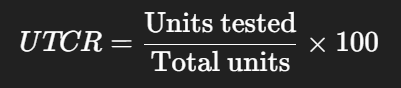 UTCR = Units tested / Total units × 100